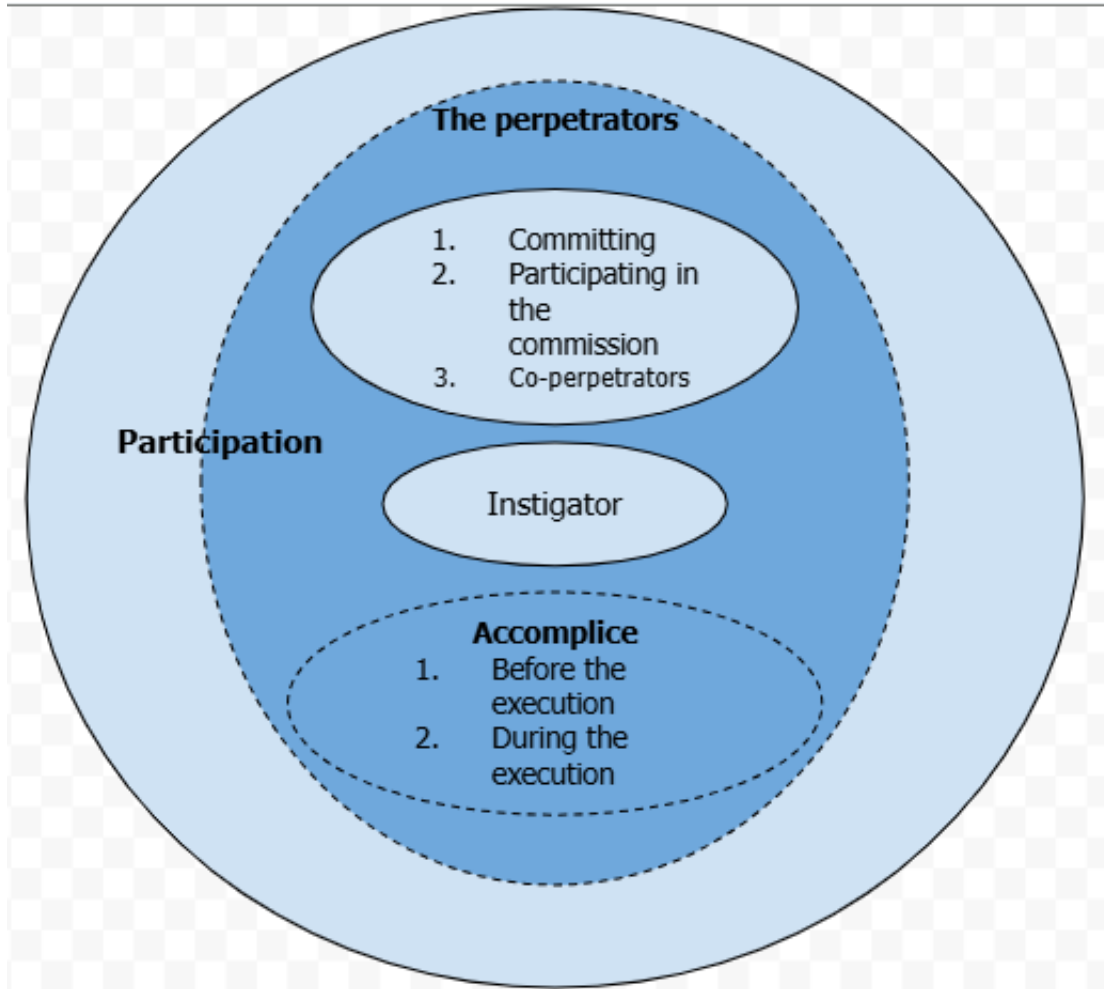 The perpetrators
1. Committing
2. Participating in
the
commission
3. Co-perpetrators
Participation
Instigator
Accomplice
1. Before the
execution
2. During the
execution